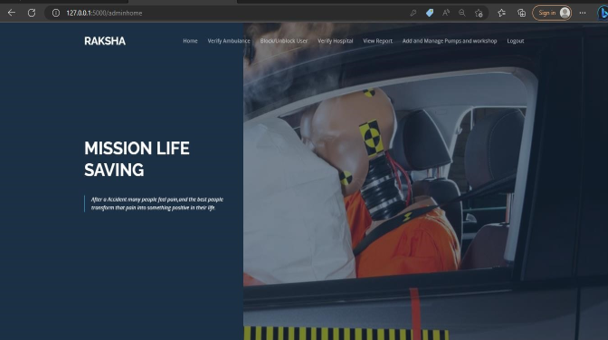 127.0.0.1:5000/adminhome
Sign in
RAKSHA
Home Verify Ambulance Block/Unblock User Verify Hospital View Report Add and Manage Pumps and workshop Logout
MISSION LIFE
SAVING
After a Accident many people feel pain,and the best people
transform that pain into something positive in their life.